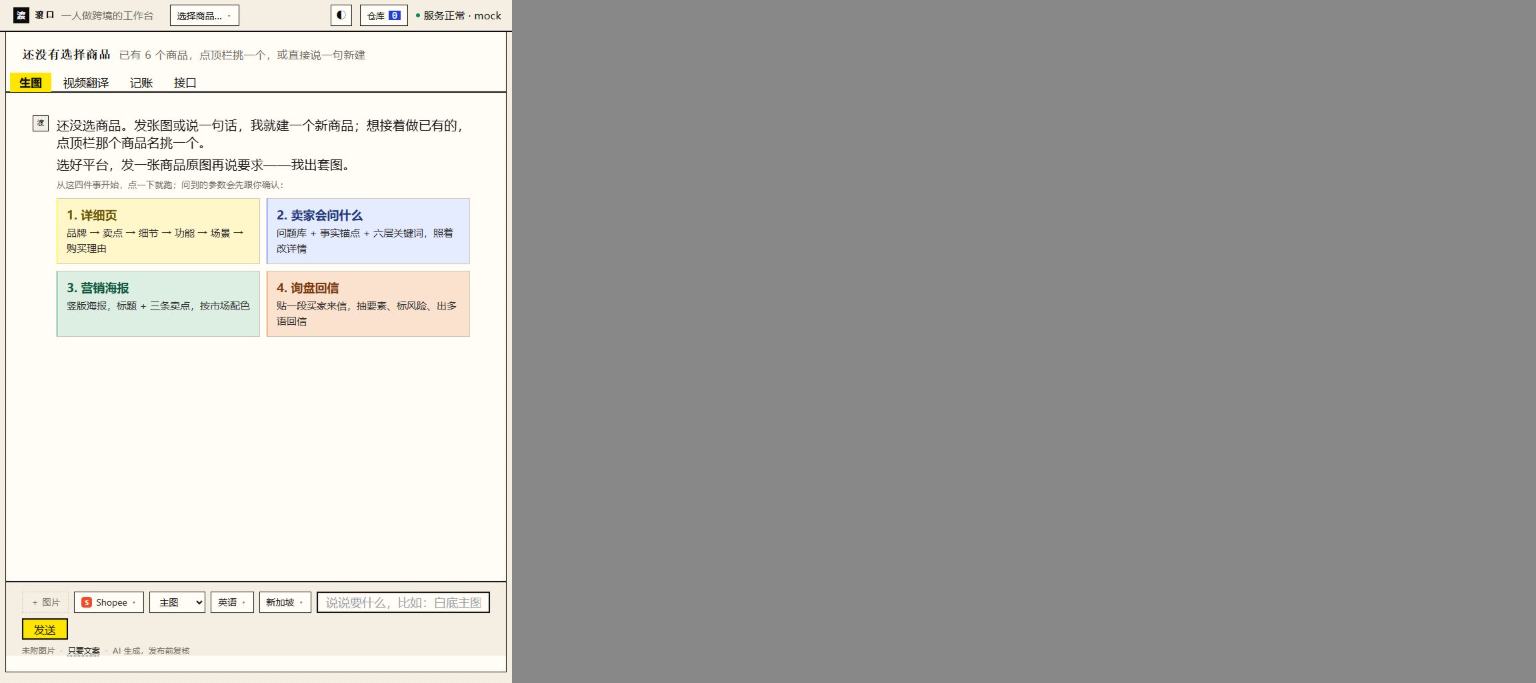 渡 渡口 一人做跨境的工作台 选择商品... 仓库 0 服务正常 · mock
还没有选择商品 已有 6 个商品，点顶栏挑一个，或直接说一句新建
生图 视频翻译 记账 接口
渡
还没选商品。发张图或说一句话，我就建一个新商品；想接着做已有的，
点顶栏那个商品名挑一个。
选好平台，发一张商品原图再说要求——我出套图。
从这四件事开始，点一下就跑；问到的参数会先跟你确认：
1. 详细页
品牌 → 卖点 → 细节 → 功能 → 场景 →
购买理由
2. 卖家会问什么
问题库 + 事实锚点 + 六层关键词，照着
改详情
3. 营销海报
竖版海报，标题 + 三条卖点，按市场配色
4. 询盘回信
贴一段买家来信，抽要素、标风险、出多
语回信
+ 图片 S Shopee 主图 英语 新加坡 说说要什么，比如：白底主图
发送
未附图片 · 只要文案 · AI 生成，发布前复核